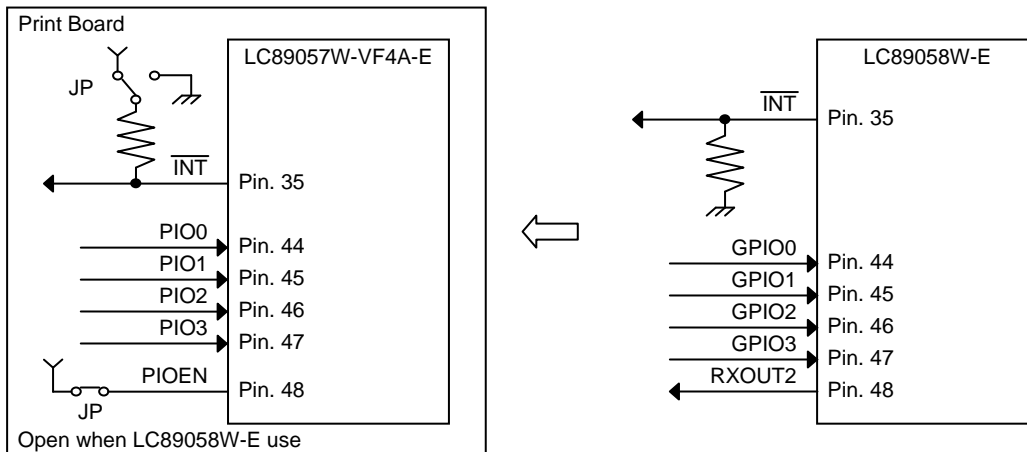 Print Board
LC89057W-VF4A-E
JP
INT
Pin. 35
PIO0
Pin. 44
PIO1
Pin. 45
PIO2
Pin. 46
PIO3
Pin. 47
PIOEN
Pin. 48
JP
Open when LC89058W-E use
LC89058W-E
INT
Pin. 35
GPIO0
Pin. 44
GPIO1
Pin. 45
GPIO2
Pin. 46
GPIO3
Pin. 47
RXOUT2
Pin. 48